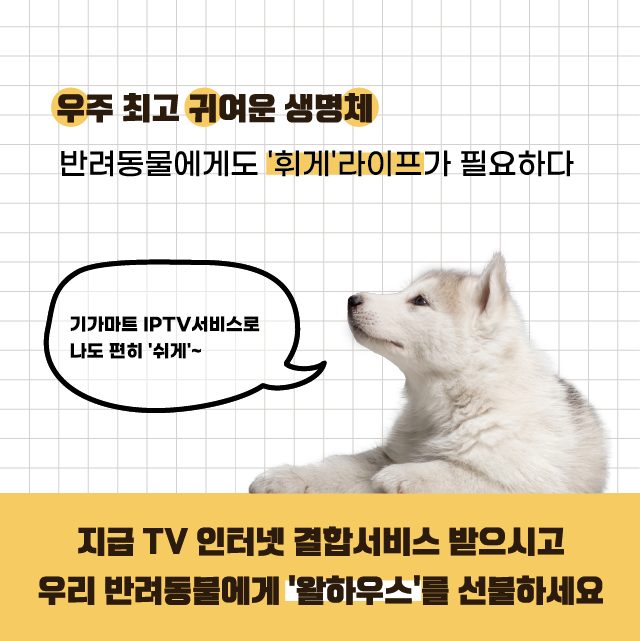 우주 최고 귀여운 생명체
반려동물에게도 '휘게'라이프가 필요하다
기가마트 IPTV서비스로
나도 편히 '쉬게'~
지금 TV 인터넷 결합서비스 받으시고
우리 반려동물에게 '왈하우스'를 선물하세요